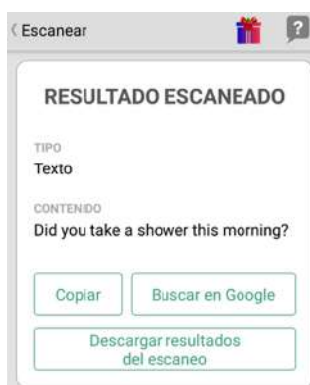 Escanear
?
RESULTADO ESCANEADO
TIPO
Texto
CONTENIDO
Did you take a shower this morning?
Copiar
Buscar en Google
Descargar resultados
del escaneo